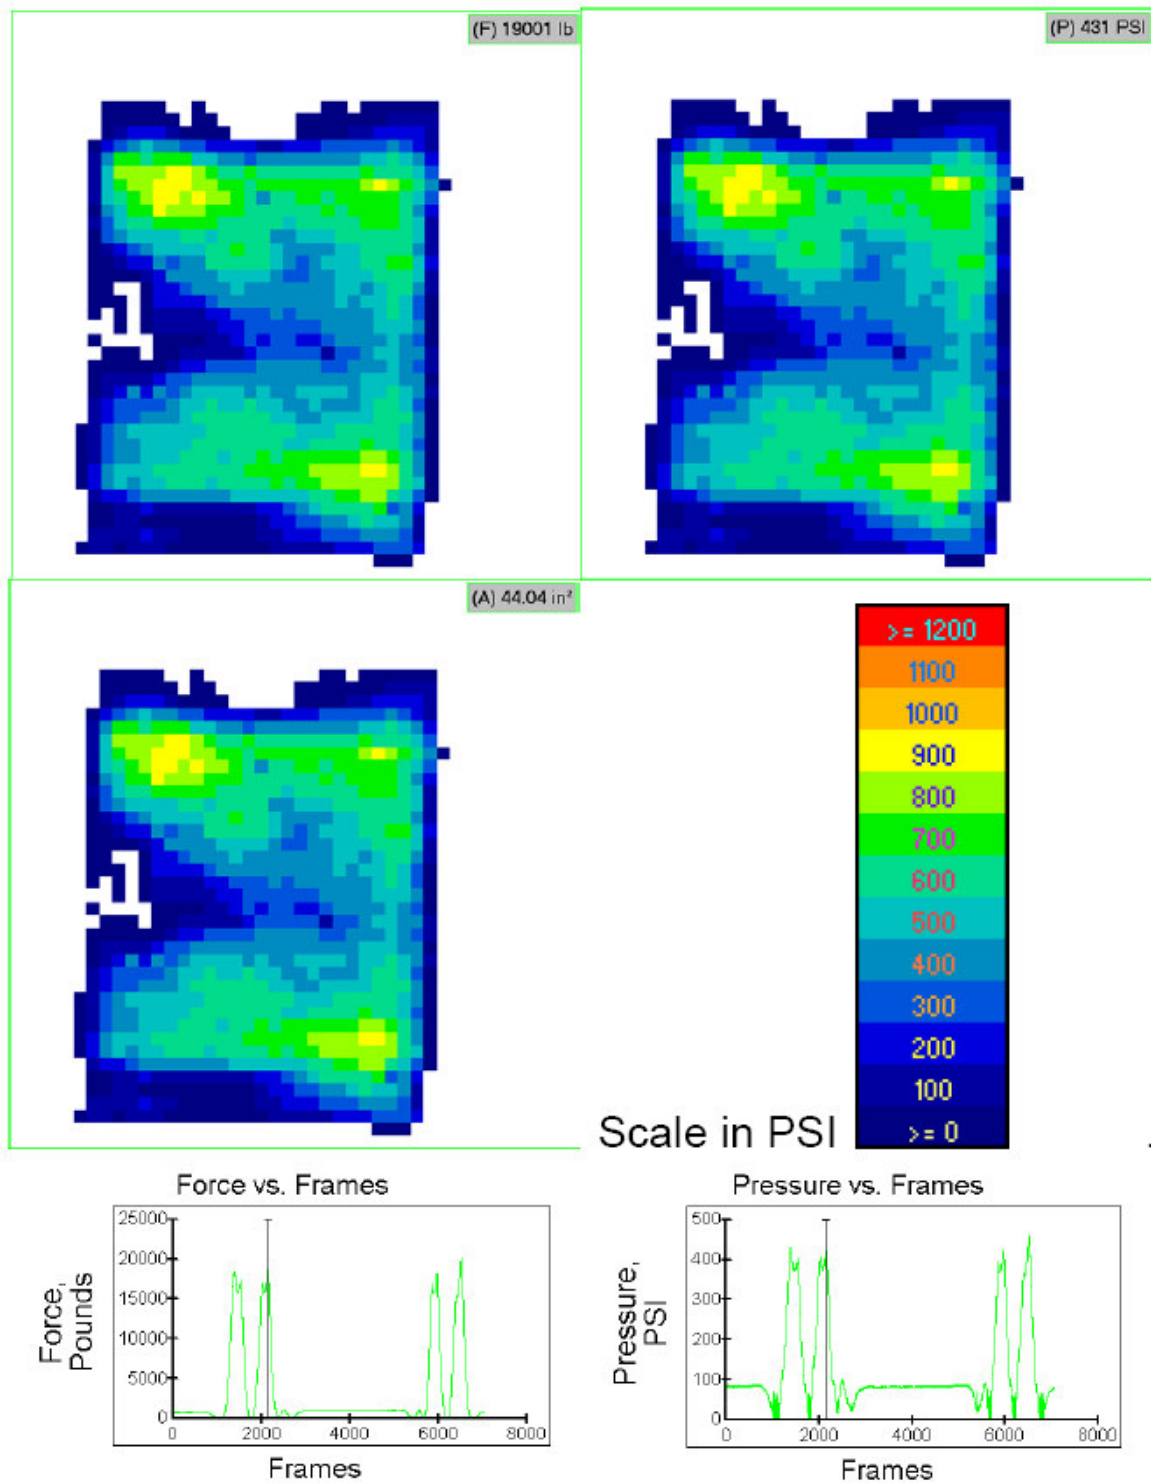 (F) 19001 lb
(P) 431 PSI
(A) 44.04 in²
>= 1200
1100
1000
900
800
700
600
500
400
300
200
100
>= 0
Scale in PSI
Force vs. Frames
25000
20000
15000
10000
5000
0
Force,
Pounds
0 2000 4000 6000 8000
Frames
Pressure vs. Frames
500
400
300
200
100
0
Pressure,
PSI
0 2000 4000 6000 8000
Frames